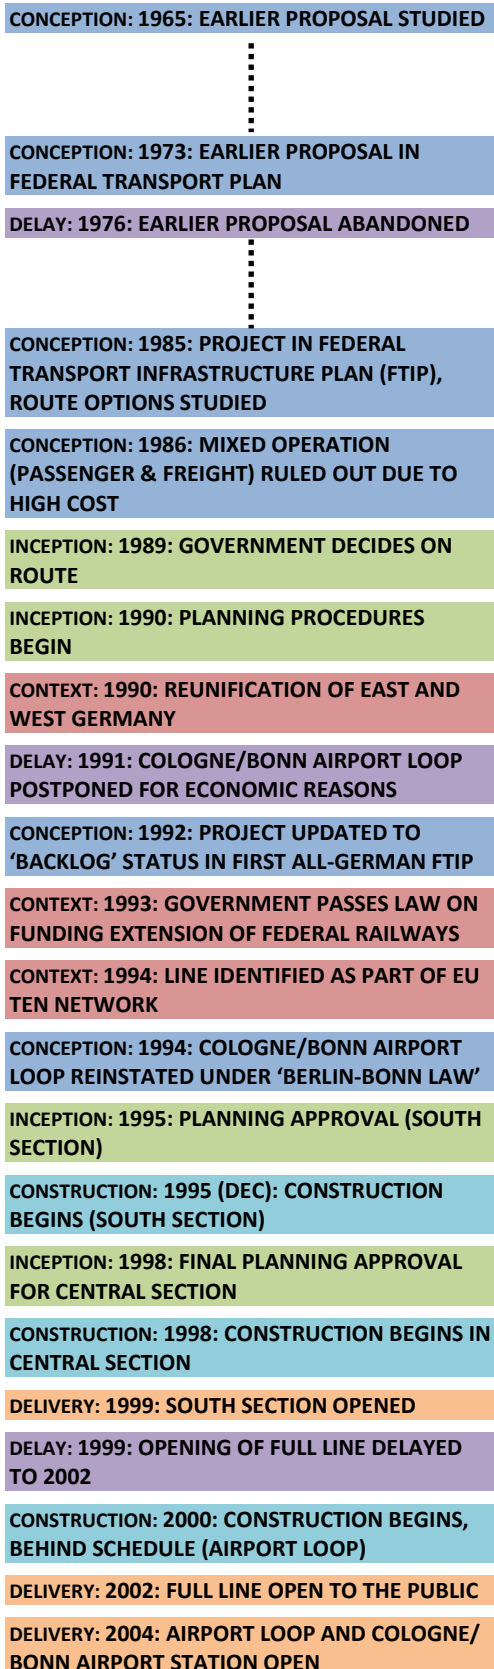 CONCEPTION: 1965: EARLIER PROPOSAL STUDIED
CONCEPTION: 1973: EARLIER PROPOSAL IN
FEDERAL TRANSPORT PLAN
DELAY: 1976: EARLIER PROPOSAL ABANDONED
CONCEPTION: 1985: PROJECT IN FEDERAL
TRANSPORT INFRASTRUCTURE PLAN (FTIP),
ROUTE OPTIONS STUDIED
CONCEPTION: 1986: MIXED OPERATION
(PASSENGER & FREIGHT) RULED OUT DUE TO
HIGH COST
INCEPTION: 1989: GOVERNMENT DECIDES ON
ROUTE
INCEPTION: 1990: PLANNING PROCEDURES
BEGIN
CONTEXT: 1990: REUNIFICATION OF EAST AND
WEST GERMANY
DELAY: 1991: COLOGNE/BONN AIRPORT LOOP
POSTPONED FOR ECONOMIC REASONS
CONCEPTION: 1992: PROJECT UPDATED TO
‘BACKLOG’ STATUS IN FIRST ALL-GERMAN FTIP
CONTEXT: 1993: GOVERNMENT PASSES LAW ON
FUNDING EXTENSION OF FEDERAL RAILWAYS
CONTEXT: 1994: LINE IDENTIFIED AS PART OF EU
TEN NETWORK
CONCEPTION: 1994: COLOGNE/BONN AIRPORT
LOOP REINSTATED UNDER ‘BERLIN-BONN LAW’
INCEPTION: 1995: PLANNING APPROVAL (SOUTH
SECTION)
CONSTRUCTION: 1995 (DEC): CONSTRUCTION
BEGINS (SOUTH SECTION)
INCEPTION: 1998: FINAL PLANNING APPROVAL
FOR CENTRAL SECTION
CONSTRUCTION: 1998: CONSTRUCTION BEGINS IN
CENTRAL SECTION
DELIVERY: 1999: SOUTH SECTION OPENED
DELAY: 1999: OPENING OF FULL LINE DELAYED
TO 2002
CONSTRUCTION: 2000: CONSTRUCTION BEGINS,
BEHIND SCHEDULE (AIRPORT LOOP)
DELIVERY: 2002: FULL LINE OPEN TO THE PUBLIC
DELIVERY: 2004: AIRPORT LOOP AND COLOGNE/
BONN AIRPORT STATION OPEN